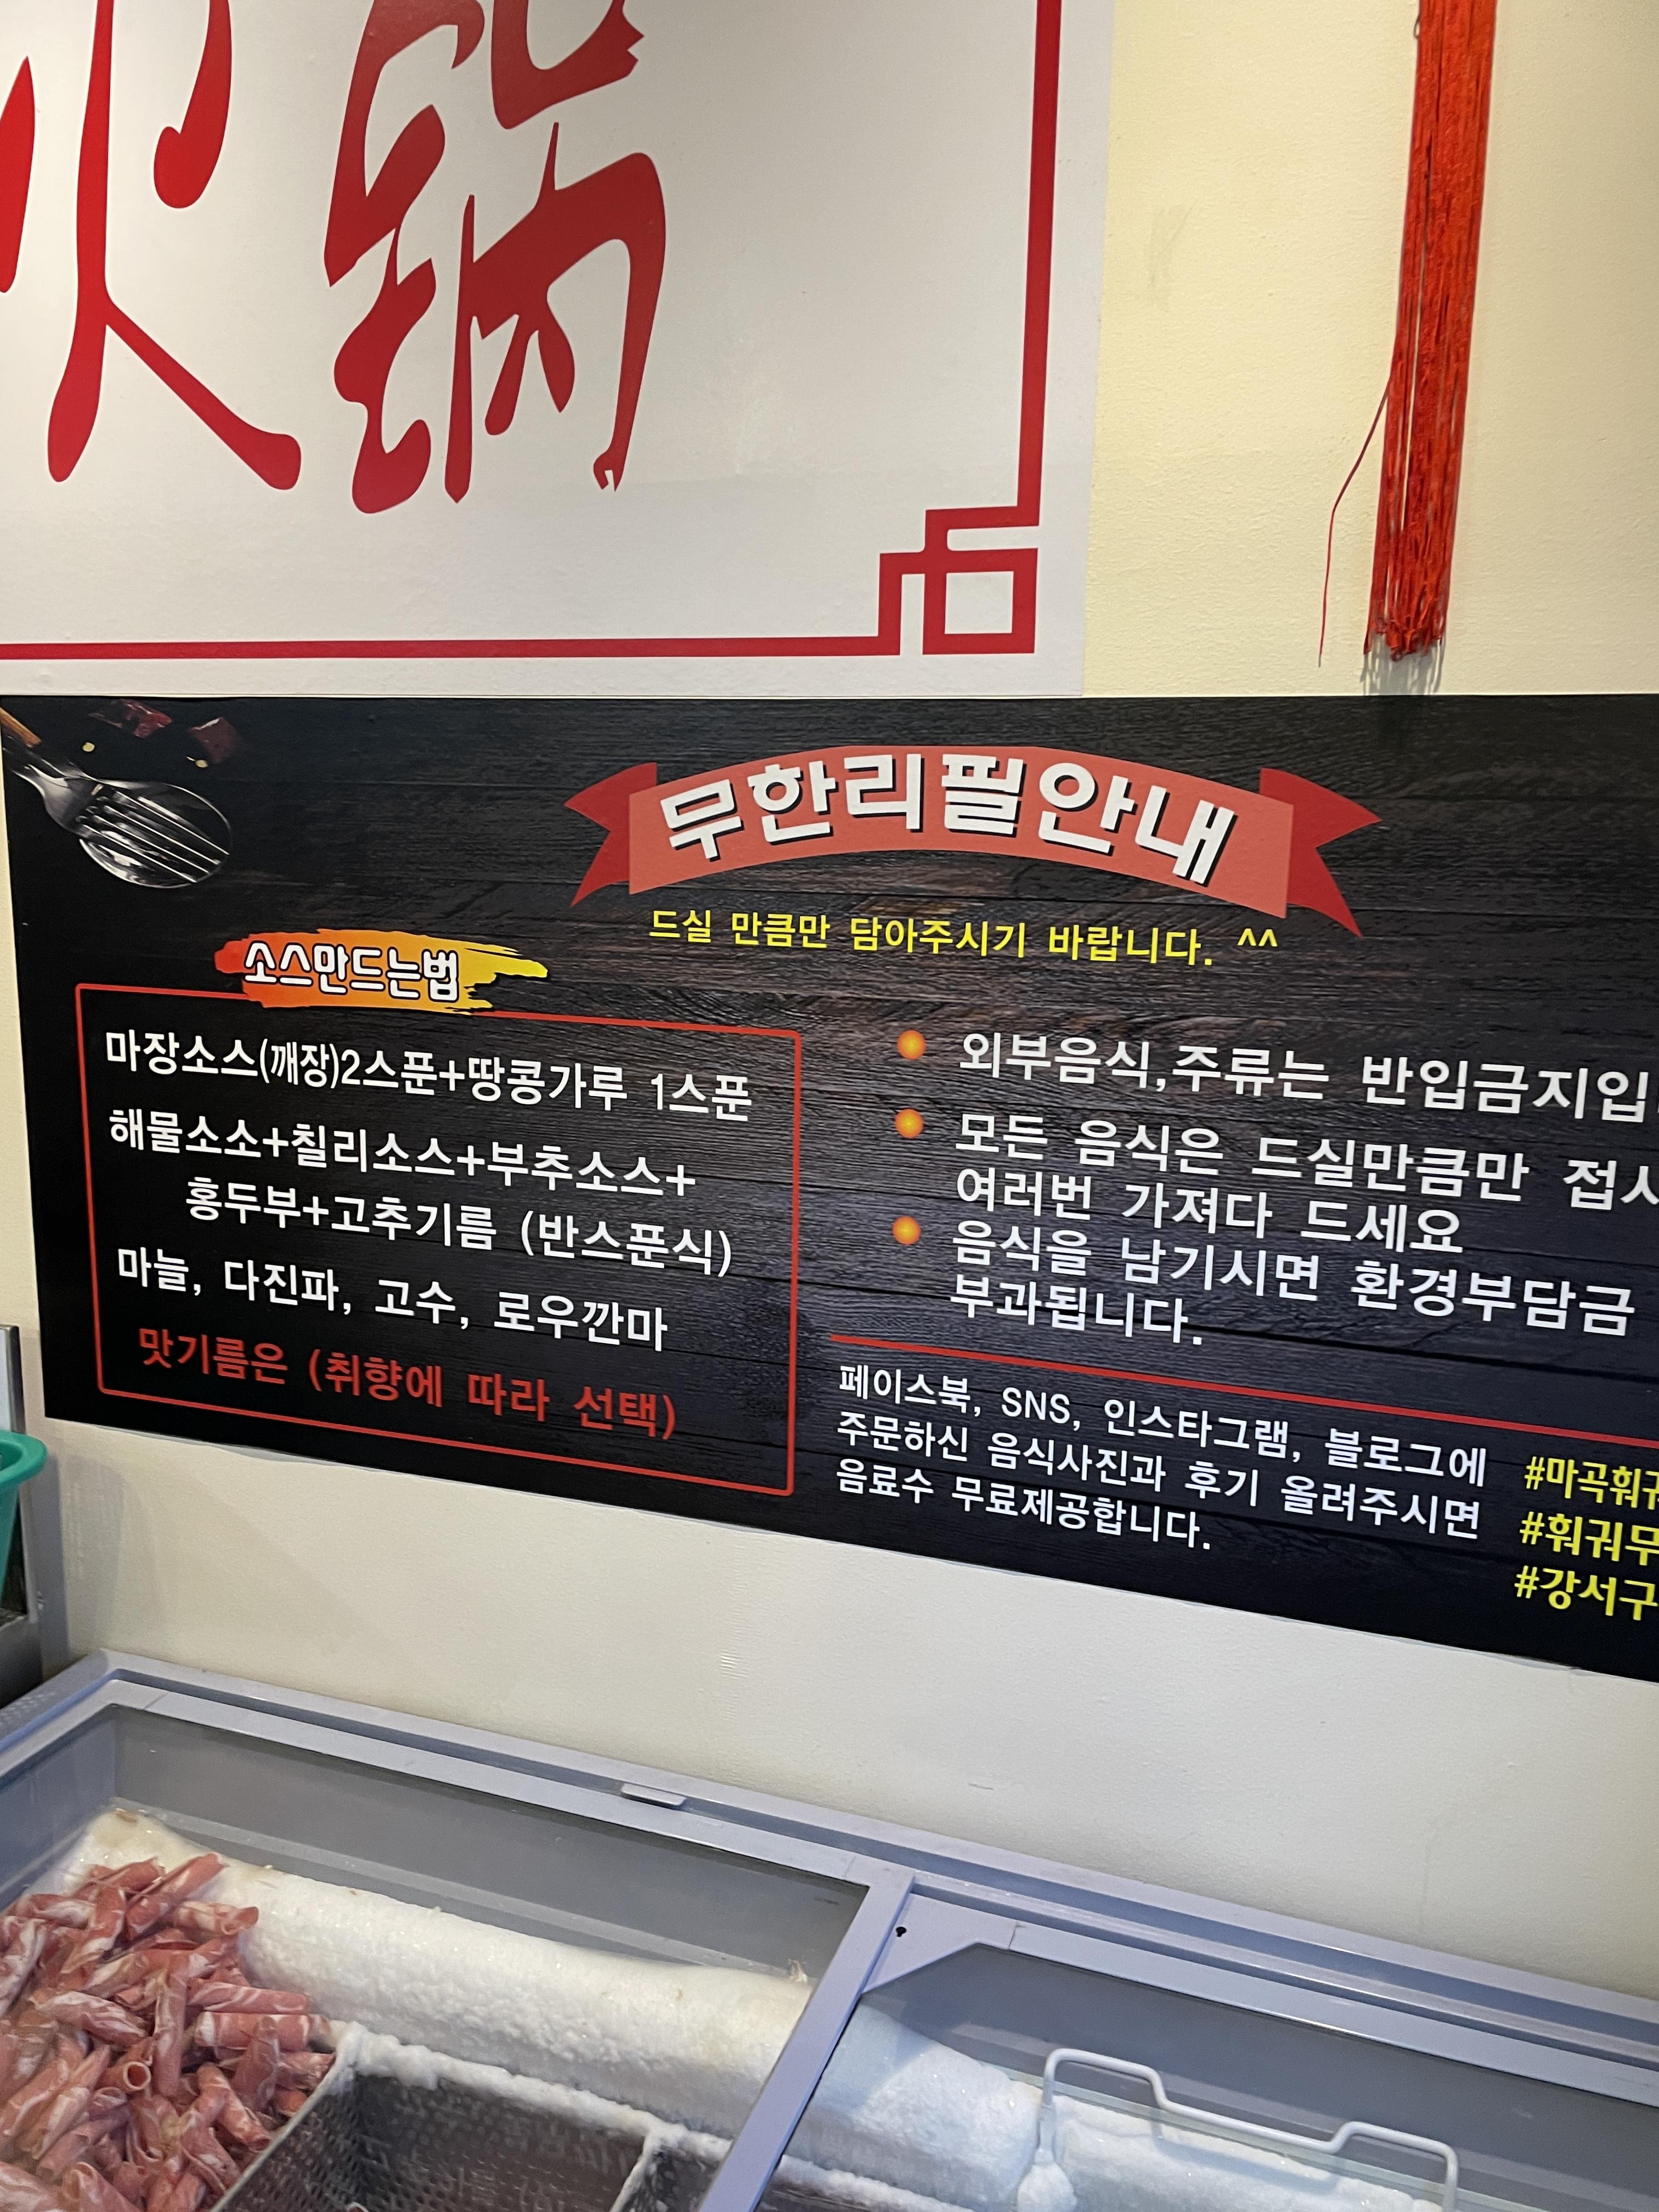 火鍋
무한리필안내
드실 만큼만 담아주시기 바랍니다. ^^
소스만드는법
마장소스(깨장)2스푼+땅콩가루 1스푼
해물소소+칠리소스+부추소스+
홍두부+고추기름 (반스푼식)
마늘, 다진파, 고수, 로우깐마
맛기름은 (취향에 따라 선택)
외부음식,주류는 반입금지입
모든 음식은 드실만큼만 접시
여러번 가져다 드세요
음식을 남기시면 환경부담금
부과됩니다.
페이스북, SNS, 인스타그램, 블로그에
주문하신 음식사진과 후기 올려주시면
음료수 무료제공합니다.
#마곡훠궈
#훠궈무
#강서구